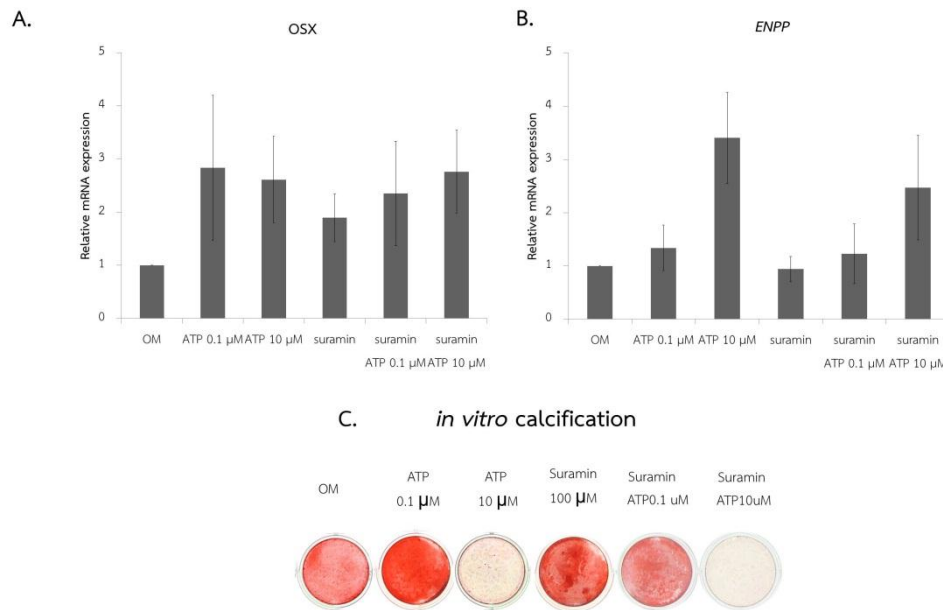 A.
OSX
5
4
3
2
1
0
Relative mRNA expression
OM
ATP 0.1 µM
ATP 10 µM
suramin
suramin
ATP 0.1 µM
suramin
ATP 10 µM
B.
ENPP
5
4
3
2
1
0
Relative mRNA expression
OM
ATP 0.1 µM
ATP 10 µM
suramin
suramin
ATP 0.1 µM
suramin
ATP 10 µM
C. in vitro calcification
OM
ATP
0.1 µM
ATP
10 µM
Suramin
100 µM
Suramin
ATP0.1 uM
Suramin
ATP10uM